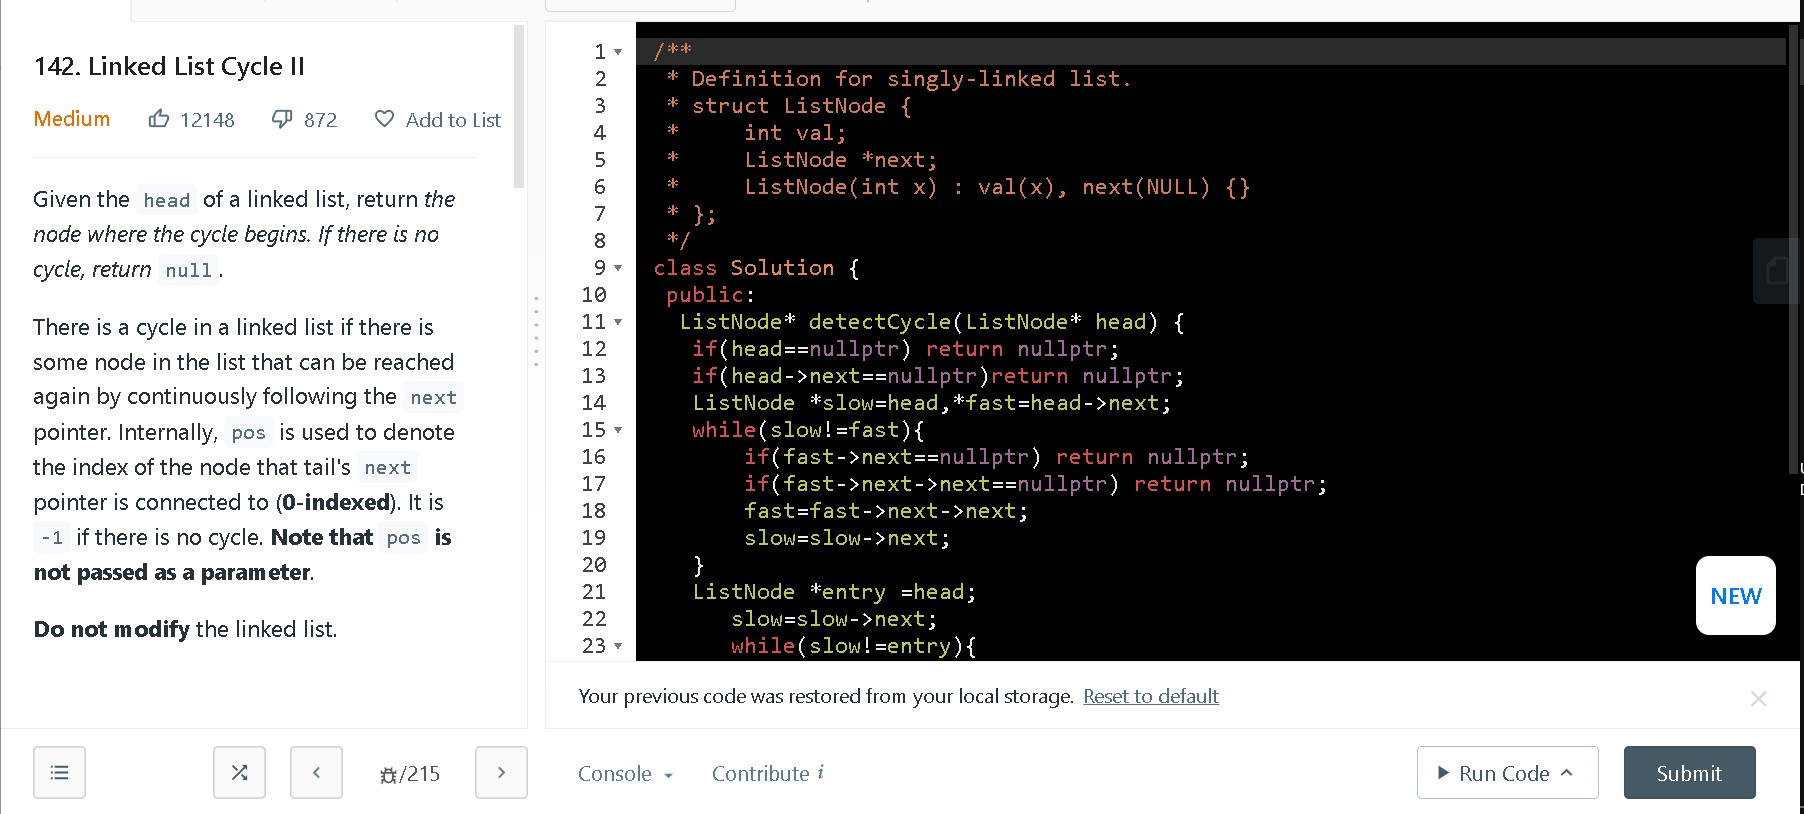 142. Linked List Cycle II
Medium 12148 872 Add to List
Given the head of a linked list, return the
node where the cycle begins. If there is no
cycle, return null.
There is a cycle in a linked list if there is
some node in the list that can be reached
again by continuously following the next
pointer. Internally, pos is used to denote
the index of the node that tail's next
pointer is connected to (0-indexed). It is
-1 if there is no cycle. Note that pos is
not passed as a parameter.
Do not modify the linked list.
1 /**
2 * Definition for singly-linked list.
3 * struct ListNode {
4 *     int val;
5 *     ListNode *next;
6 *     ListNode(int x) : val(x), next(NULL) {}
7 * };
8 */
9 class Solution {
10 public:
11 ListNode* detectCycle(ListNode* head) {
12 if(head==nullptr) return nullptr;
13 if(head->next==nullptr)return nullptr;
14 ListNode *slow=head,*fast=head->next;
15 while(slow!=fast){
16 if(fast->next==nullptr) return nullptr;
17 if(fast->next->next==nullptr) return nullptr;
18 fast=fast->next->next;
19 slow=slow->next;
20 }
21 ListNode *entry =head;
22 slow=slow->next;
23 while(slow!=entry){
NEW
Your previous code was restored from your local storage. Reset to default
/215
Console Contribute i
Run Code Submit